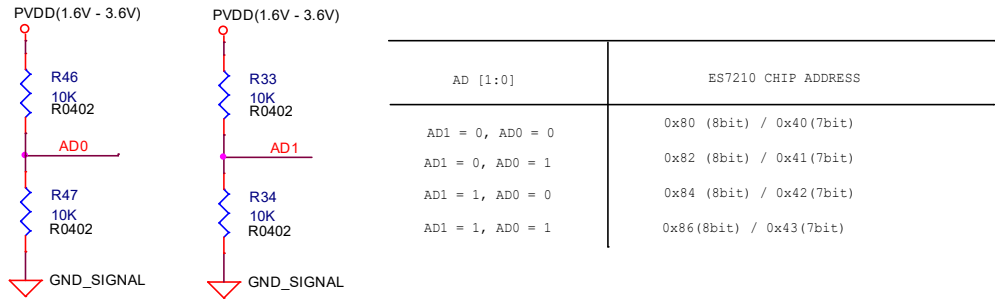 PVDD(1.6V - 3.6V)
R46
10K
R0402
AD0
R47
10K
R0402
GND_SIGNAL
PVDD(1.6V - 3.6V)
R33
10K
R0402
AD1
R34
10K
R0402
GND_SIGNAL
AD [1:0] ES7210 CHIP ADDRESS
AD1 = 0, AD0 = 0 0x80 (8bit) / 0x40(7bit)
AD1 = 0, AD0 = 1 0x82 (8bit) / 0x41(7bit)
AD1 = 1, AD0 = 0 0x84 (8bit) / 0x42(7bit)
AD1 = 1, AD0 = 1 0x86(8bit) / 0x43(7bit)